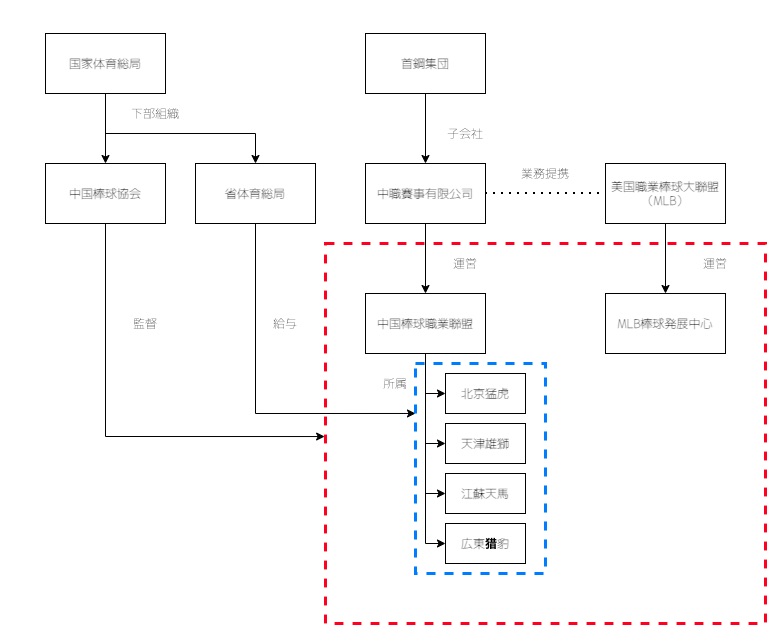 国家体育総局
首鋼集団
下部組織
子会社
中国棒球協会
省体育総局
中職賽事有限公司
業務提携
美国職業棒球大聯盟
（MLB）
運営
運営
監督
給与
中国棒球職業聯盟
MLB棒球発展中心
所属
北京猛虎
天津雄獅
江蘇天馬
広東猎豹